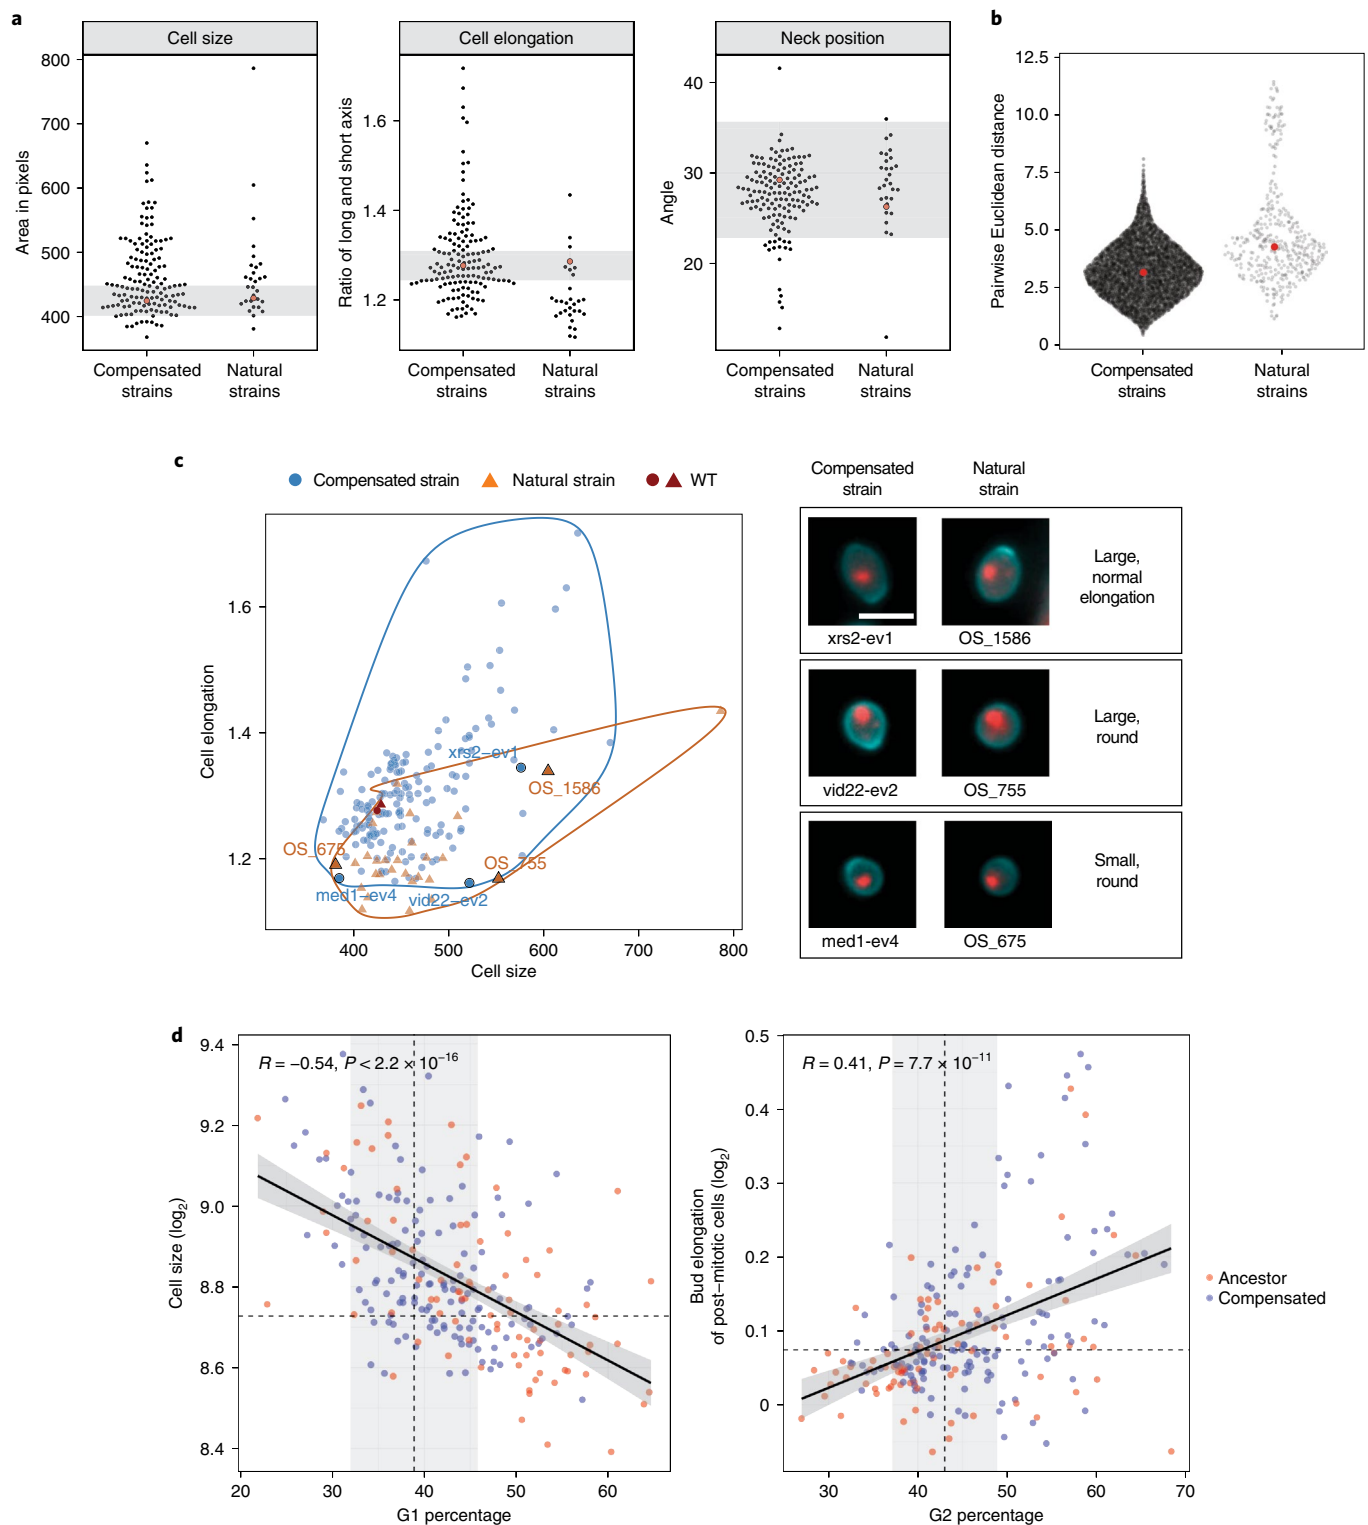 a
Cell size
Cell elongation
Neck position
b
Area in pixels
800
700
600
500
400
Compensated
strains
Natural
strains
Ratio of long and short axis
1.6
1.4
1.2
Compensated
strains
Natural
strains
Angle
40
30
20
Compensated
strains
Natural
strains
Pairwise Euclidean distance
12.5
10.0
7.5
5.0
2.5
0
Compensated
strains
Natural
strains
c
Compensated strain
Natural strain
WT
Cell elongation
1.6
1.4
1.2
xrs2–ev1
OS_1586
OS_675
OS_755
med1–ev4
vid22–ev2
400
500
600
700
800
Cell size
Compensated
strain
Natural
strain
xrs2-ev1
OS_1586
Large,
normal
elongation
vid22-ev2
OS_755
Large,
round
med1-ev4
OS_675
Small,
round
d
R = −0.54, P < 2.2 × 10−16
Cell size (log2)
9.4
9.2
9.0
8.8
8.6
8.4
20
30
40
50
60
G1 percentage
R = 0.41, P = 7.7 × 10−11
Bud elongation
of post–mitotic cells (log2)
0.5
0.4
0.3
0.2
0.1
0
30
40
50
60
70
G2 percentage
Ancestor
Compensated